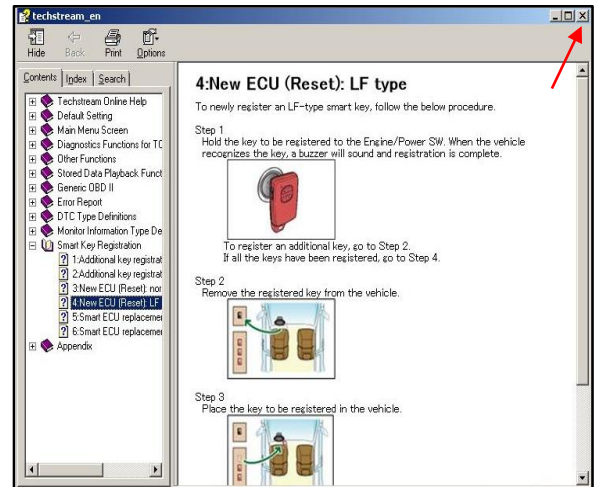 techstream_en
Hide Back Print Options
Contents Index Search
Techstream Online Help
Default Setting
Main Menu Screen
Diagnostics Functions for TC
Other Functions
Stored Data Playback Funct
Generic OBD II
Error Report
DTC Type Definitions
Monitor Information Type De
Smart Key Registration
1:Additional key registrat
2:Additional key registrat
3:New ECU (Reset): nor
4:New ECU (Reset): LF
5:Smart ECU replacemer
6:Smart ECU replacemer
Appendix
4:New ECU (Reset): LF type
To newly register an LF-type smart key, follow the below procedure.
Step 1
Hold the key to be registered to the Engine/Power SW. When the vehicle
recognizes the key, a buzzer will sound and registration is complete.
To register an additional key, go to Step 2.
If all the keys have been registered, go to Step 4.
Step 2
Remove the registered key from the vehicle.
Step 3
Place the key to be registered in the vehicle.